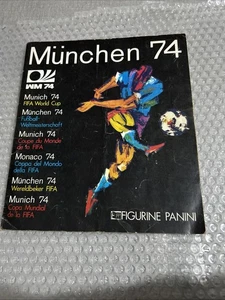 München 74
WM 74
Munich 74
FIFA World Cup
München 74
Fußball-
Weltmeisterschaft
Munich 74
Coupe du Monde
de la FIFA
Monaco 74
Coppa del Mondo
della FIFA
München 74
Wereldbeker FIFA
Munich 74
Copa Mundial
de la FIFA
FIGURINE PANINI